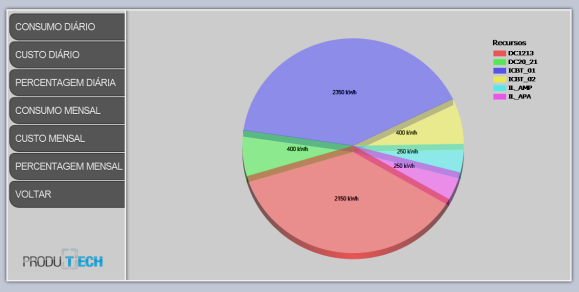 CONSUMO DIÁRIO
CUSTO DIÁRIO
PERCENTAGEM DIÁRIA
CONSUMO MENSAL
CUSTO MENSAL
PERCENTAGEM MENSAL
VOLTAR
PRODUTECH
2350 kWh
400 kWh
400 kWh
250 kWh
250 kWh
2150 kWh
Recursos
DC1213
DC20_21
ICBT_01
ICBT_02
IL_AMP
IL_APA